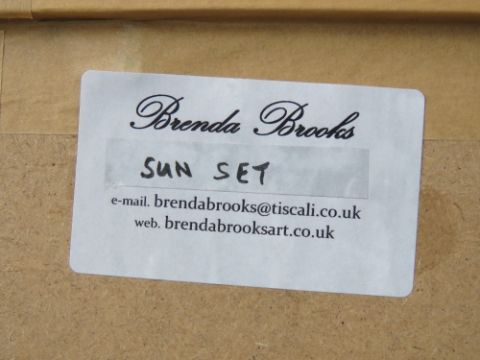 Brenda Brooks
SUN SET
e-mail. brendabrooks@tiscali.co.uk
web. brendabrooksart.co.uk